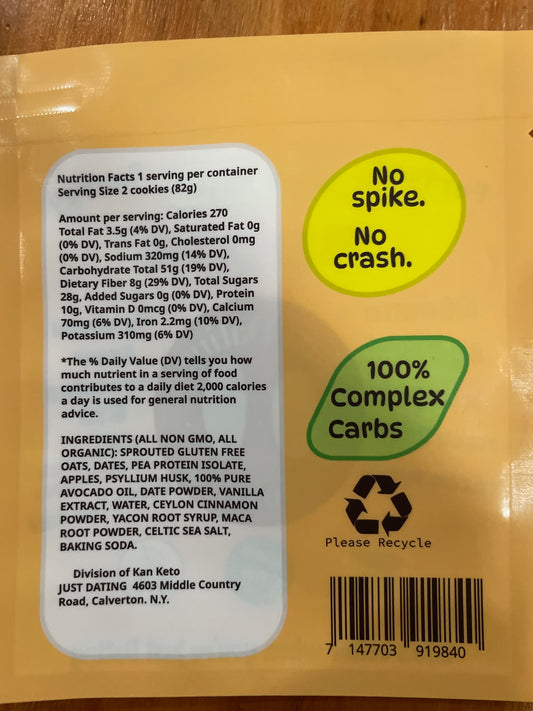 Nutrition Facts 1 serving per container
Serving Size 2 cookies (82g)
Amount per serving: Calories 270
Total Fat 3.5g (4% DV), Saturated Fat 0g
(0% DV), Trans Fat 0g, Cholesterol 0mg
(0% DV), Sodium 320mg (14% DV),
Carbohydrate Total 51g (19% DV),
Dietary Fiber 8g (29% DV), Total Sugars
28g, Added Sugars 0g (0% DV), Protein
10g, Vitamin D 0mcg (0% DV), Calcium
70mg (6% DV), Iron 2.2mg (10% DV),
Potassium 310mg (6% DV)
*The % Daily Value (DV) tells you how
much nutrient in a serving of food
contributes to a daily diet 2,000 calories
a day is used for general nutrition
advice.
INGREDIENTS (ALL NON GMO, ALL
ORGANIC): SPROUTED GLUTEN FREE
OATS, DATES, PEA PROTEIN ISOLATE,
APPLES, PSYLLIUM HUSK, 100% PURE
AVOCADO OIL, DATE POWDER, VANILLA
EXTRACT, WATER, CEYLON CINNAMON
POWDER, YACON ROOT SYRUP, MACA
ROOT POWDER, CELTIC SEA SALT,
BAKING SODA.
Division of Kan Keto
JUST DATING 4603 Middle Country
Road, Calverton. N.Y.
No
spike.
No
crash.
100%
Complex
Carbs
Please Recycle
7 147703 919840